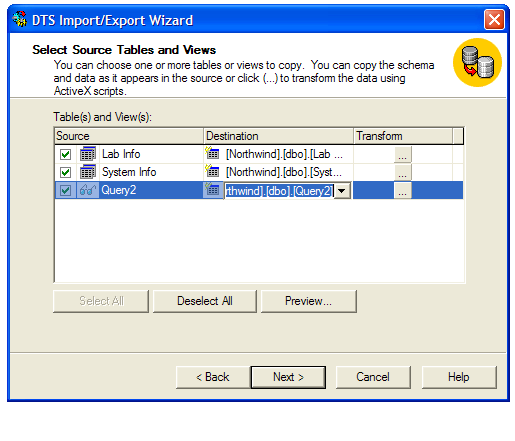 DTS Import/Export Wizard
Select Source Tables and Views
You can choose one or more tables or views to copy. You can copy the schema
and data as it appears in the source or click (...) to transform the data using
ActiveX scripts.
Table(s) and View(s):
Source Destination Transform
Lab Info [Northwind].[dbo].[Lab ... ...
System Info [Northwind].[dbo].[Syst... ...
Query2 rthwind].[dbo].[Query2] ...
Select All Deselect All Preview...
< Back Next > Cancel Help